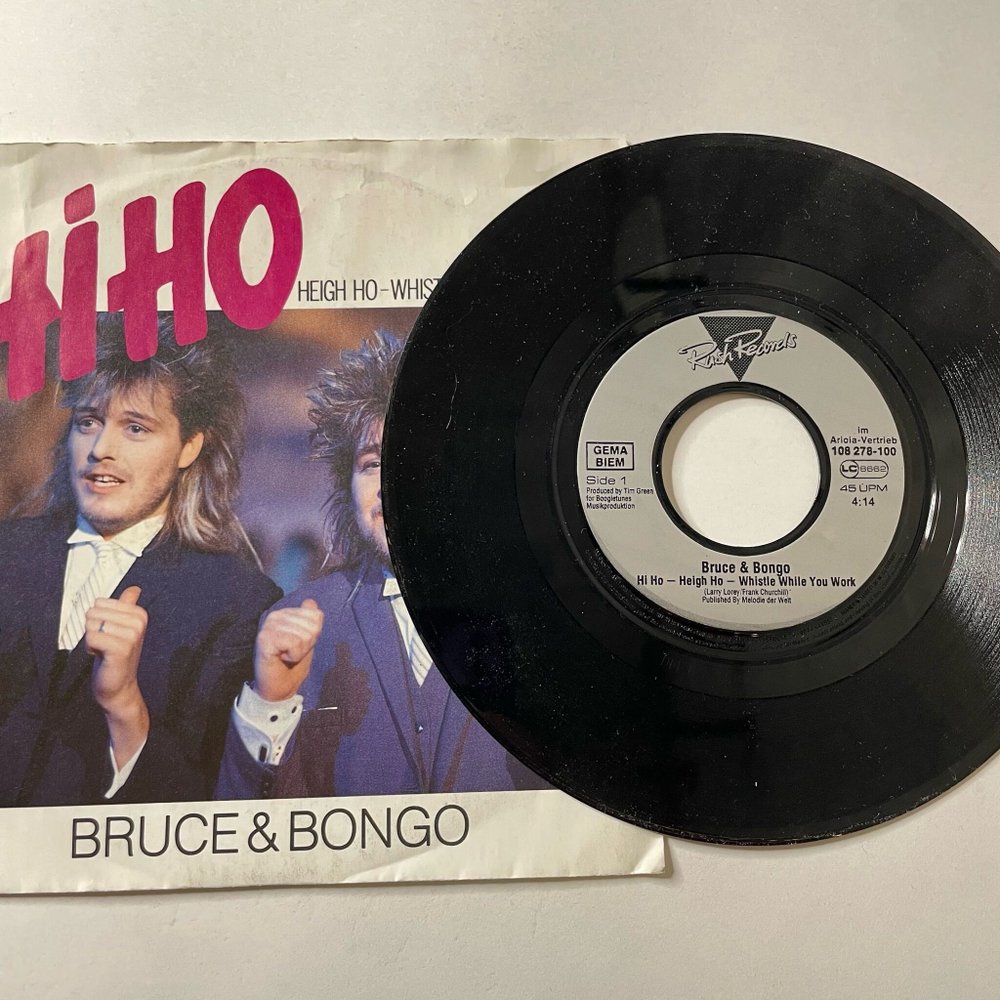 HiHO
HEIGH HO-WHIST
BRUCE & BONGO
Rush Records
GEMA
BIEM
Side 1
Produced by Tim Green
for Boogietunes
Musikproduktion
im
Ariola-Vertrieb
108 278-100
LC 8662
45 UPM
4:14
Bruce & Bongo
Hi Ho – Heigh Ho – Whistle While You Work
(Larry Lorey/Frank Churchill)
Published By Melodie der Welt